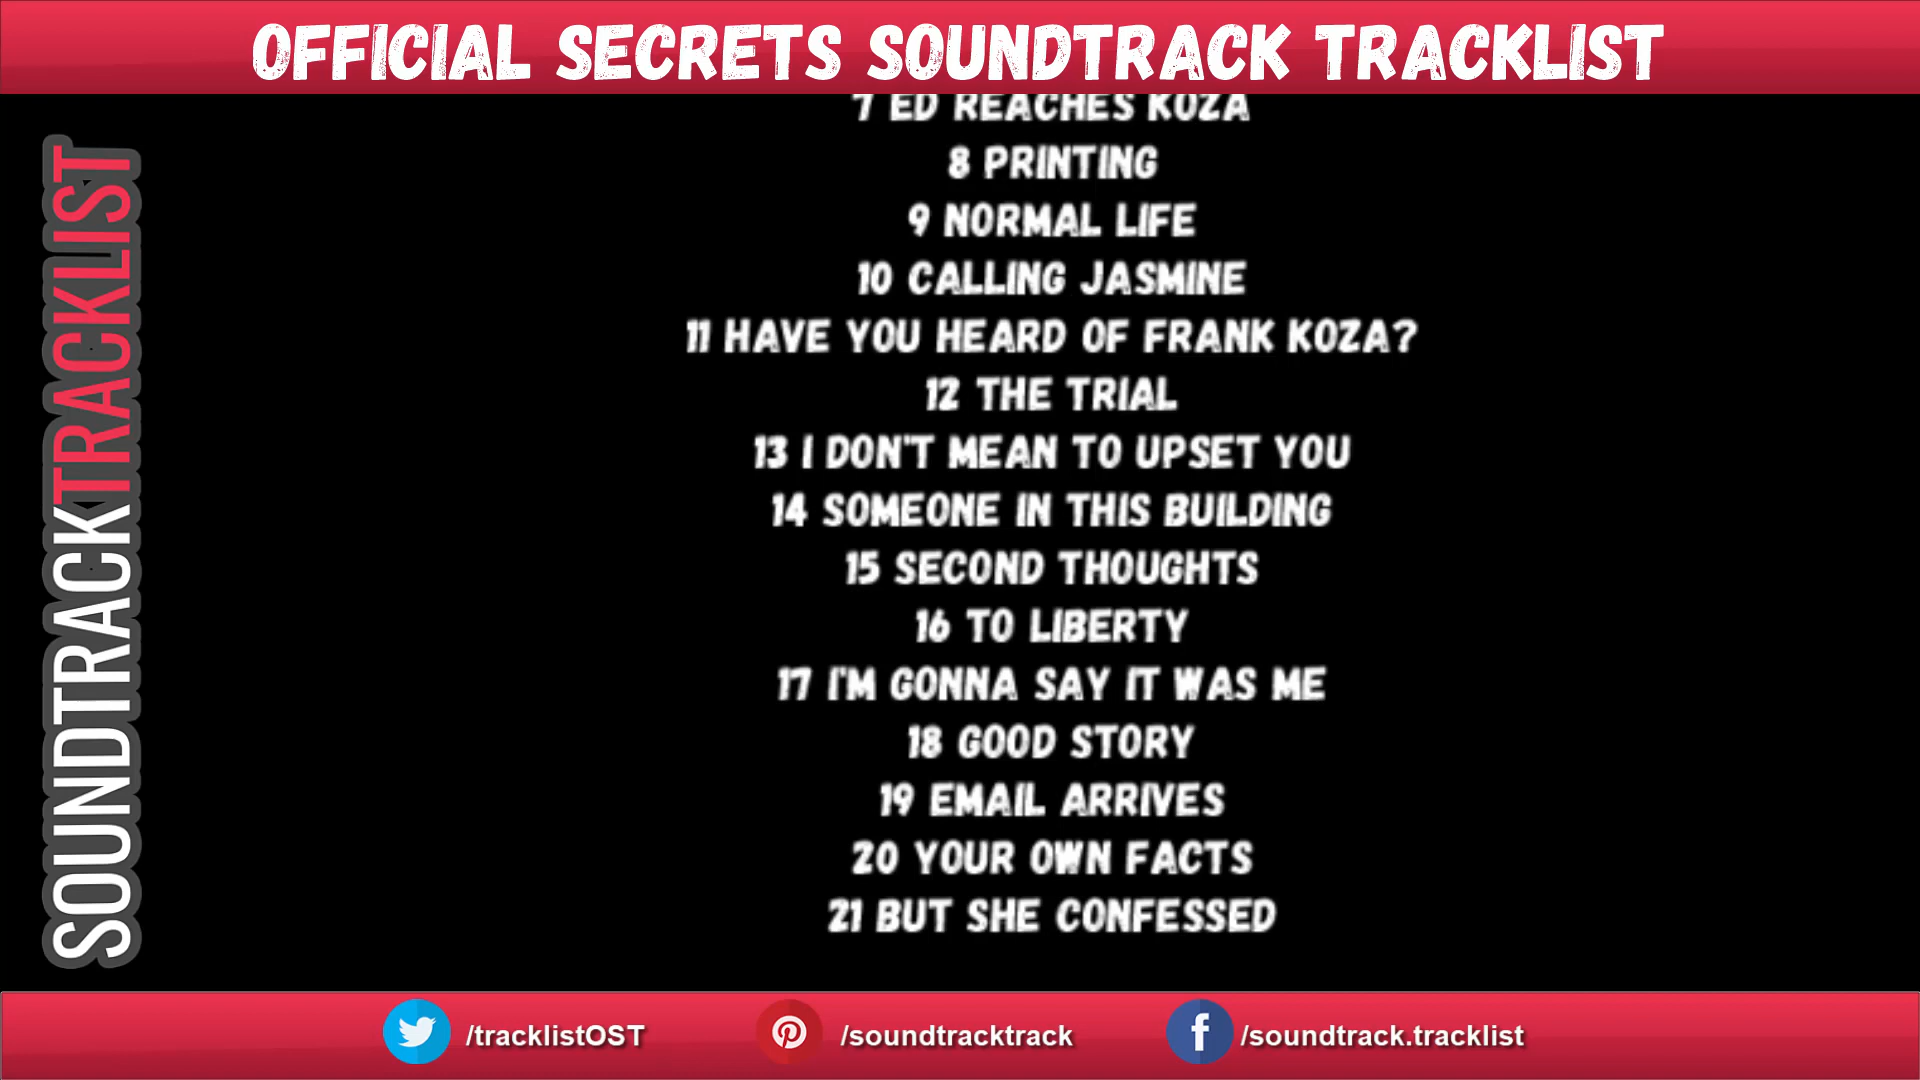 OFFICIAL SECRETS SOUNDTRACK TRACKLIST
7 ED REACHES KOZA
8 PRINTING
9 NORMAL LIFE
10 CALLING JASMINE
11 HAVE YOU HEARD OF FRANK KOZA?
12 THE TRIAL
13 I DON'T MEAN TO UPSET YOU
14 SOMEONE IN THIS BUILDING
15 SECOND THOUGHTS
16 TO LIBERTY
17 I'M GONNA SAY IT WAS ME
18 GOOD STORY
19 EMAIL ARRIVES
20 YOUR OWN FACTS
21 BUT SHE CONFESSED
SOUNDTRACKTRACKLIST
/tracklistOST
/soundtracktrack
/soundtrack.tracklist